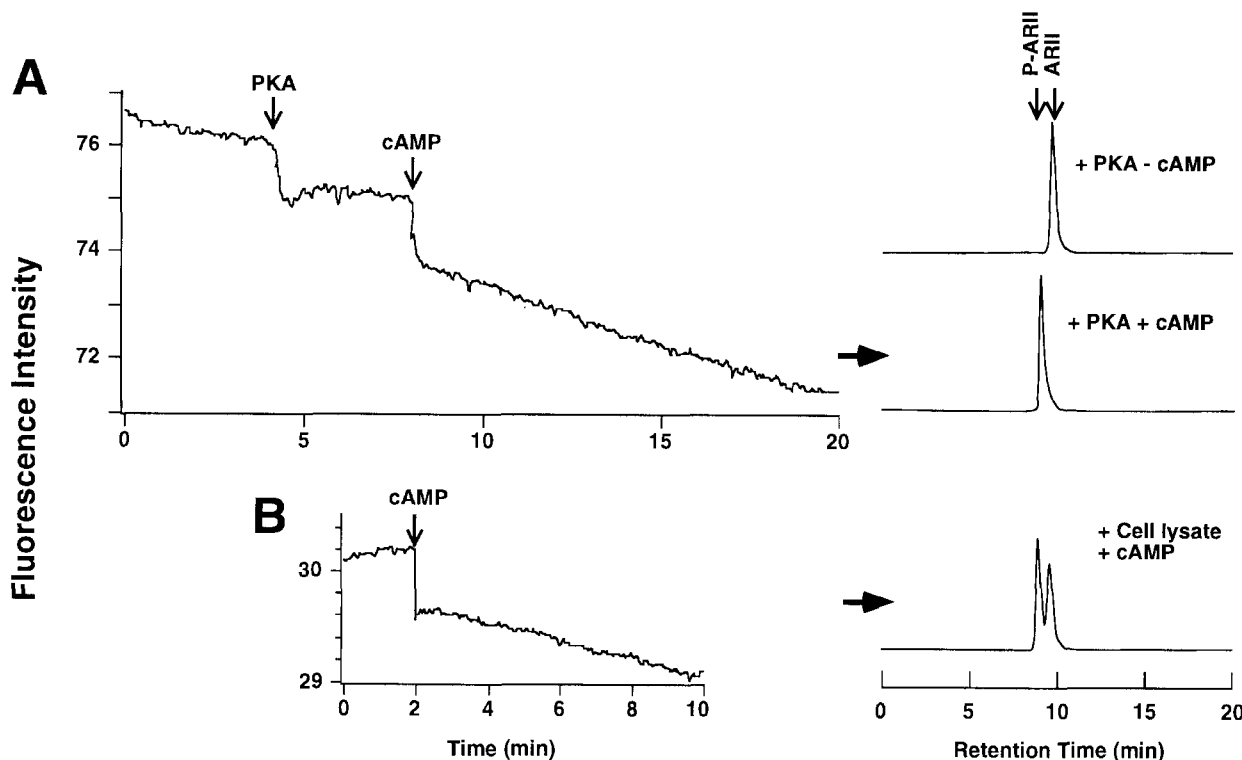 A
PKA
cAMP
76
74
72
0 5 10 15 20
Fluorescence Intensity
P-ARII
ARII
+ PKA - cAMP
+ PKA + cAMP
B
cAMP
30
29
0 2 4 6 8 10
Time (min)
+ Cell lysate
+ cAMP
0 5 10 15 20
Retention Time (min)